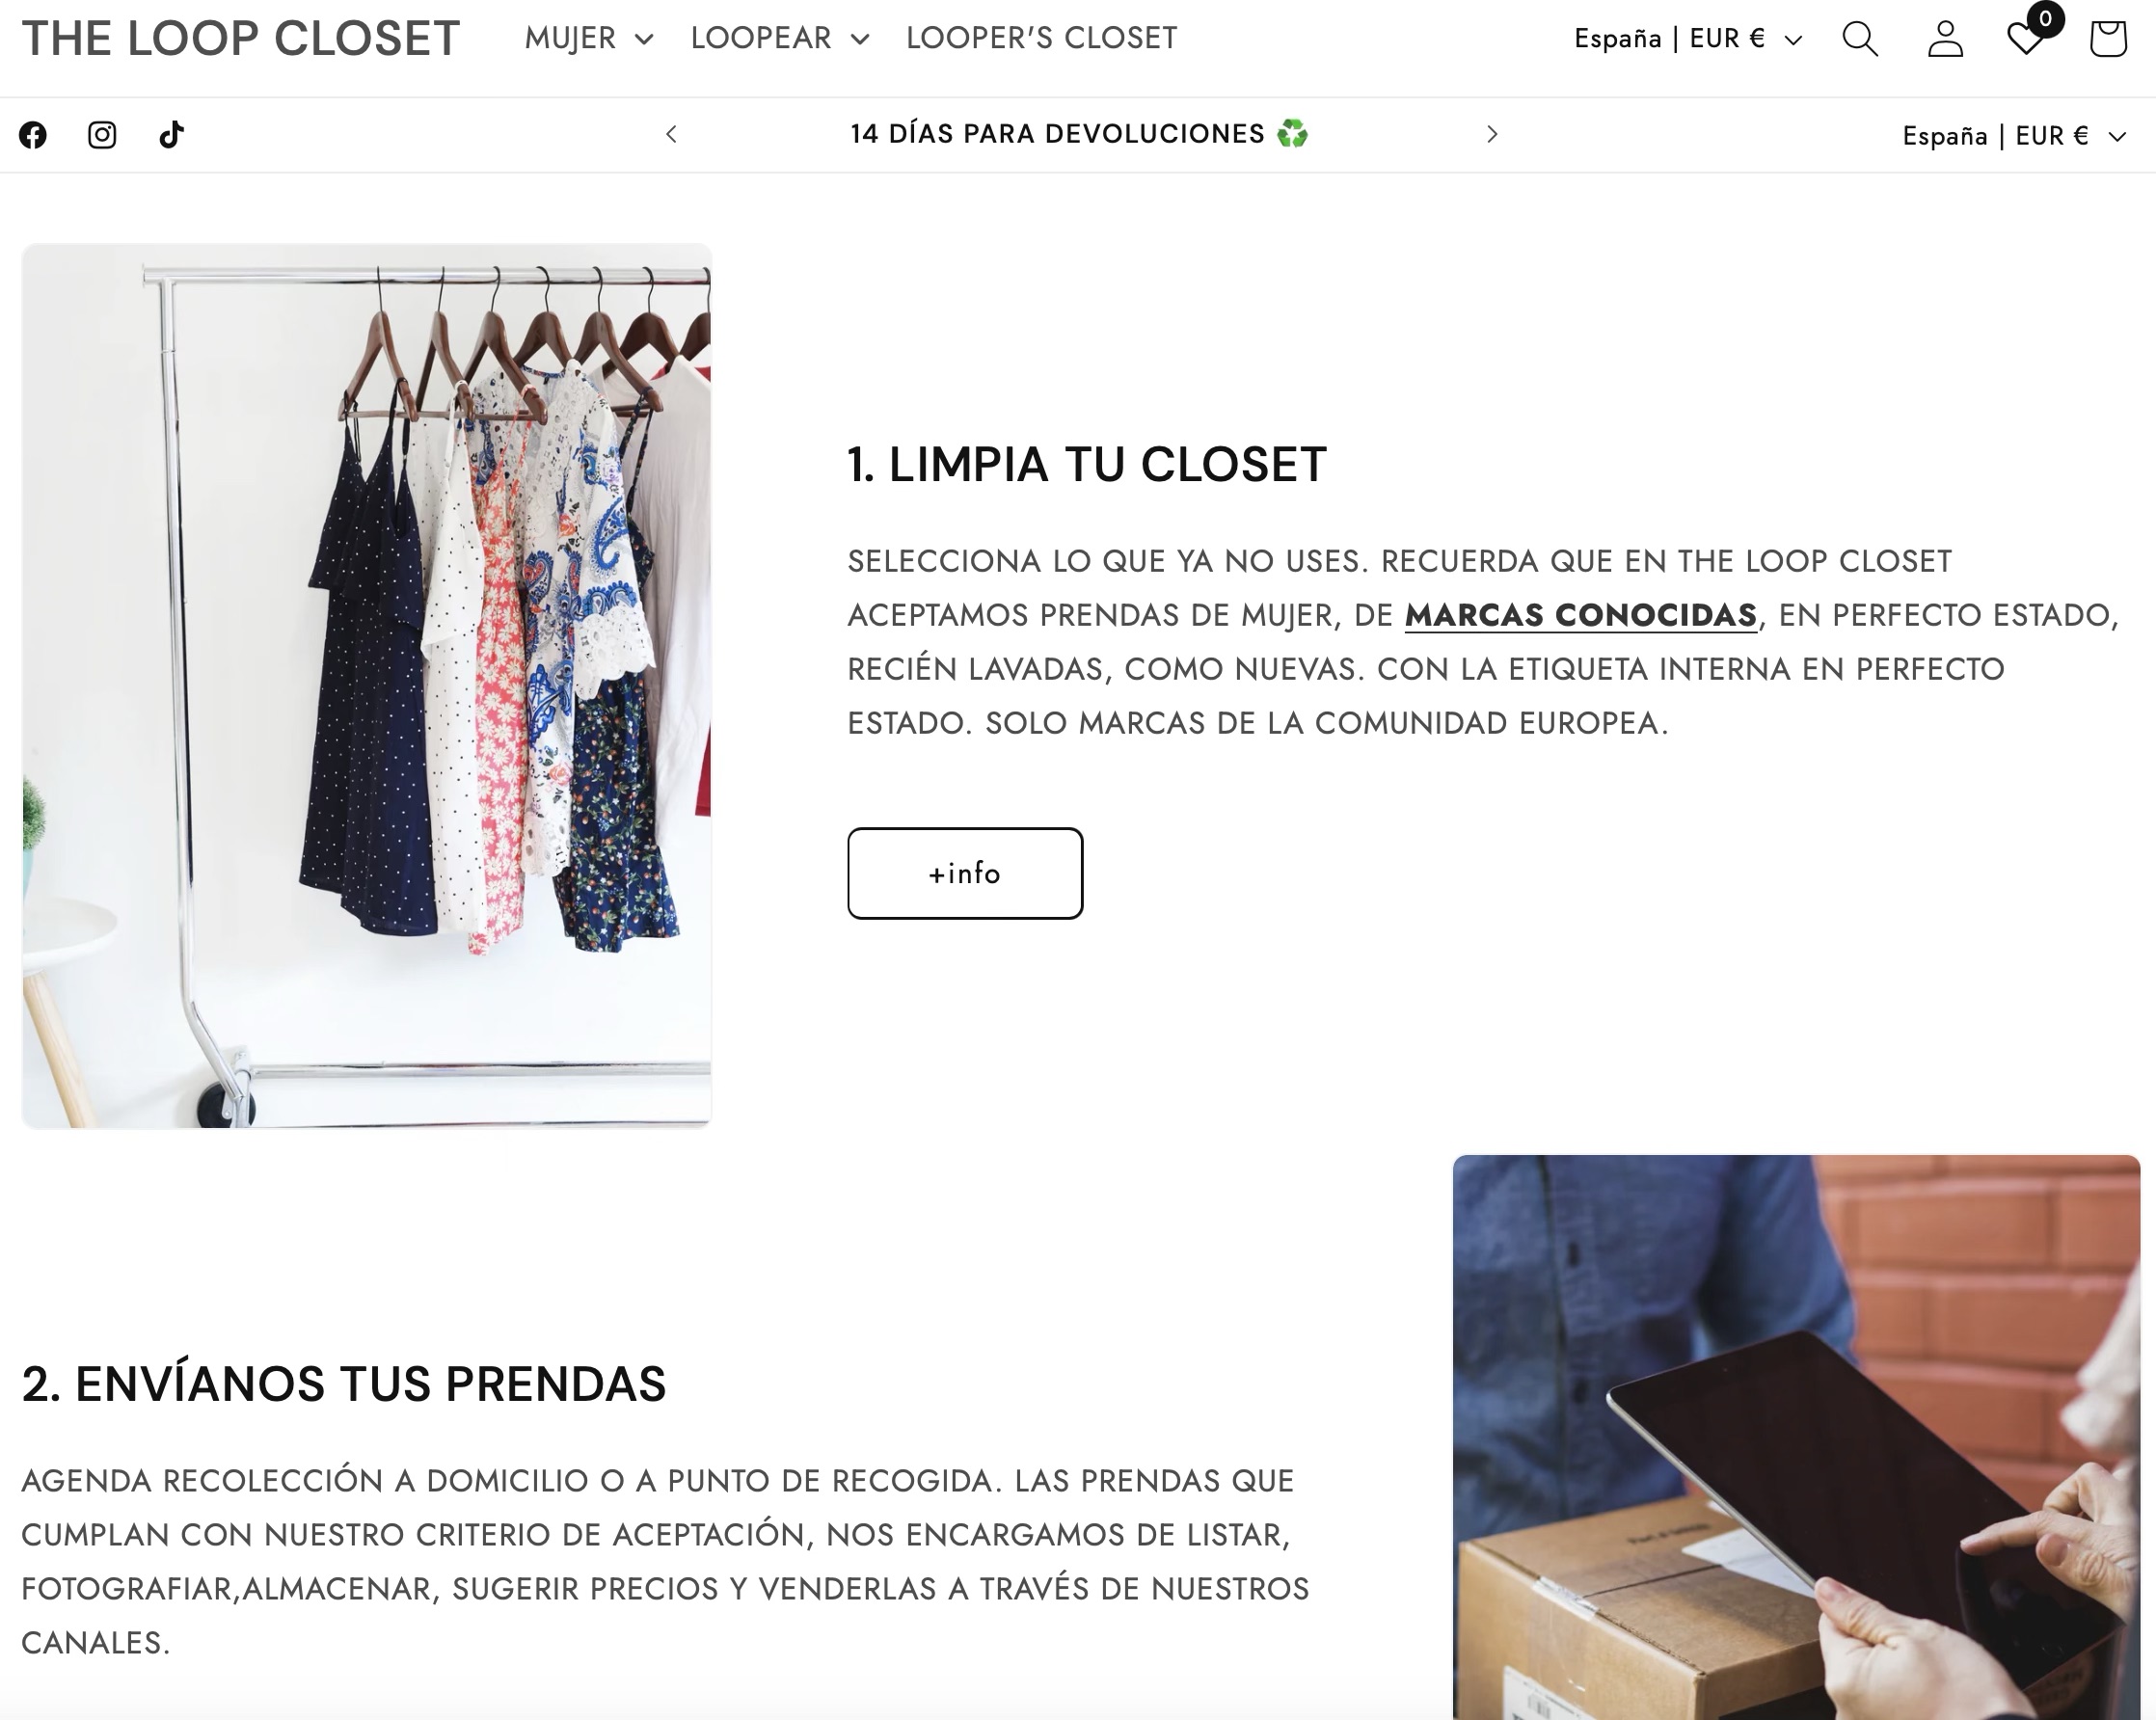 THE LOOP CLOSET MUJER LOOPEAR LOOPER'S CLOSET España | EUR € 0
14 DÍAS PARA DEVOLUCIONES ♻️ España | EUR €
1. LIMPIA TU CLOSET
SELECCIONA LO QUE YA NO USES. RECUERDA QUE EN THE LOOP CLOSET
ACEPTAMOS PRENDAS DE MUJER, DE MARCAS CONOCIDAS, EN PERFECTO ESTADO,
RECIÉN LAVADAS, COMO NUEVAS. CON LA ETIQUETA INTERNA EN PERFECTO
ESTADO. SOLO MARCAS DE LA COMUNIDAD EUROPEA.
+info
2. ENVÍANOS TUS PRENDAS
AGENDA RECOLECCIÓN A DOMICILIO O A PUNTO DE RECOGIDA. LAS PRENDAS QUE
CUMPLAN CON NUESTRO CRITERIO DE ACEPTACIÓN, NOS ENCARGAMOS DE LISTAR,
FOTOGRAFIAR,ALMACENAR, SUGERIR PRECIOS Y VENDERLAS A TRAVÉS DE NUESTROS
CANALES.